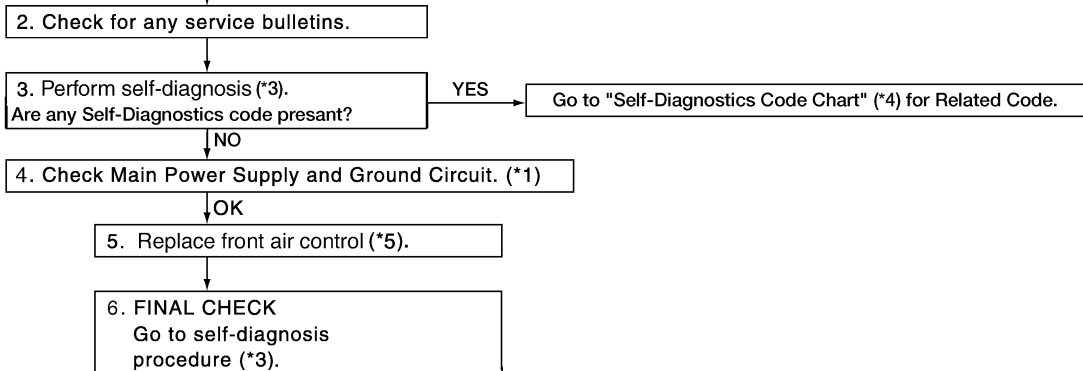 2. Check for any service bulletins.
3. Perform self-diagnosis (*3).
Are any Self-Diagnostics code presant?
YES
Go to "Self-Diagnostics Code Chart" (*4) for Related Code.
NO
4. Check Main Power Supply and Ground Circuit. (*1)
OK
5. Replace front air control (*5).
6. FINAL CHECK
Go to self-diagnosis
procedure (*3).